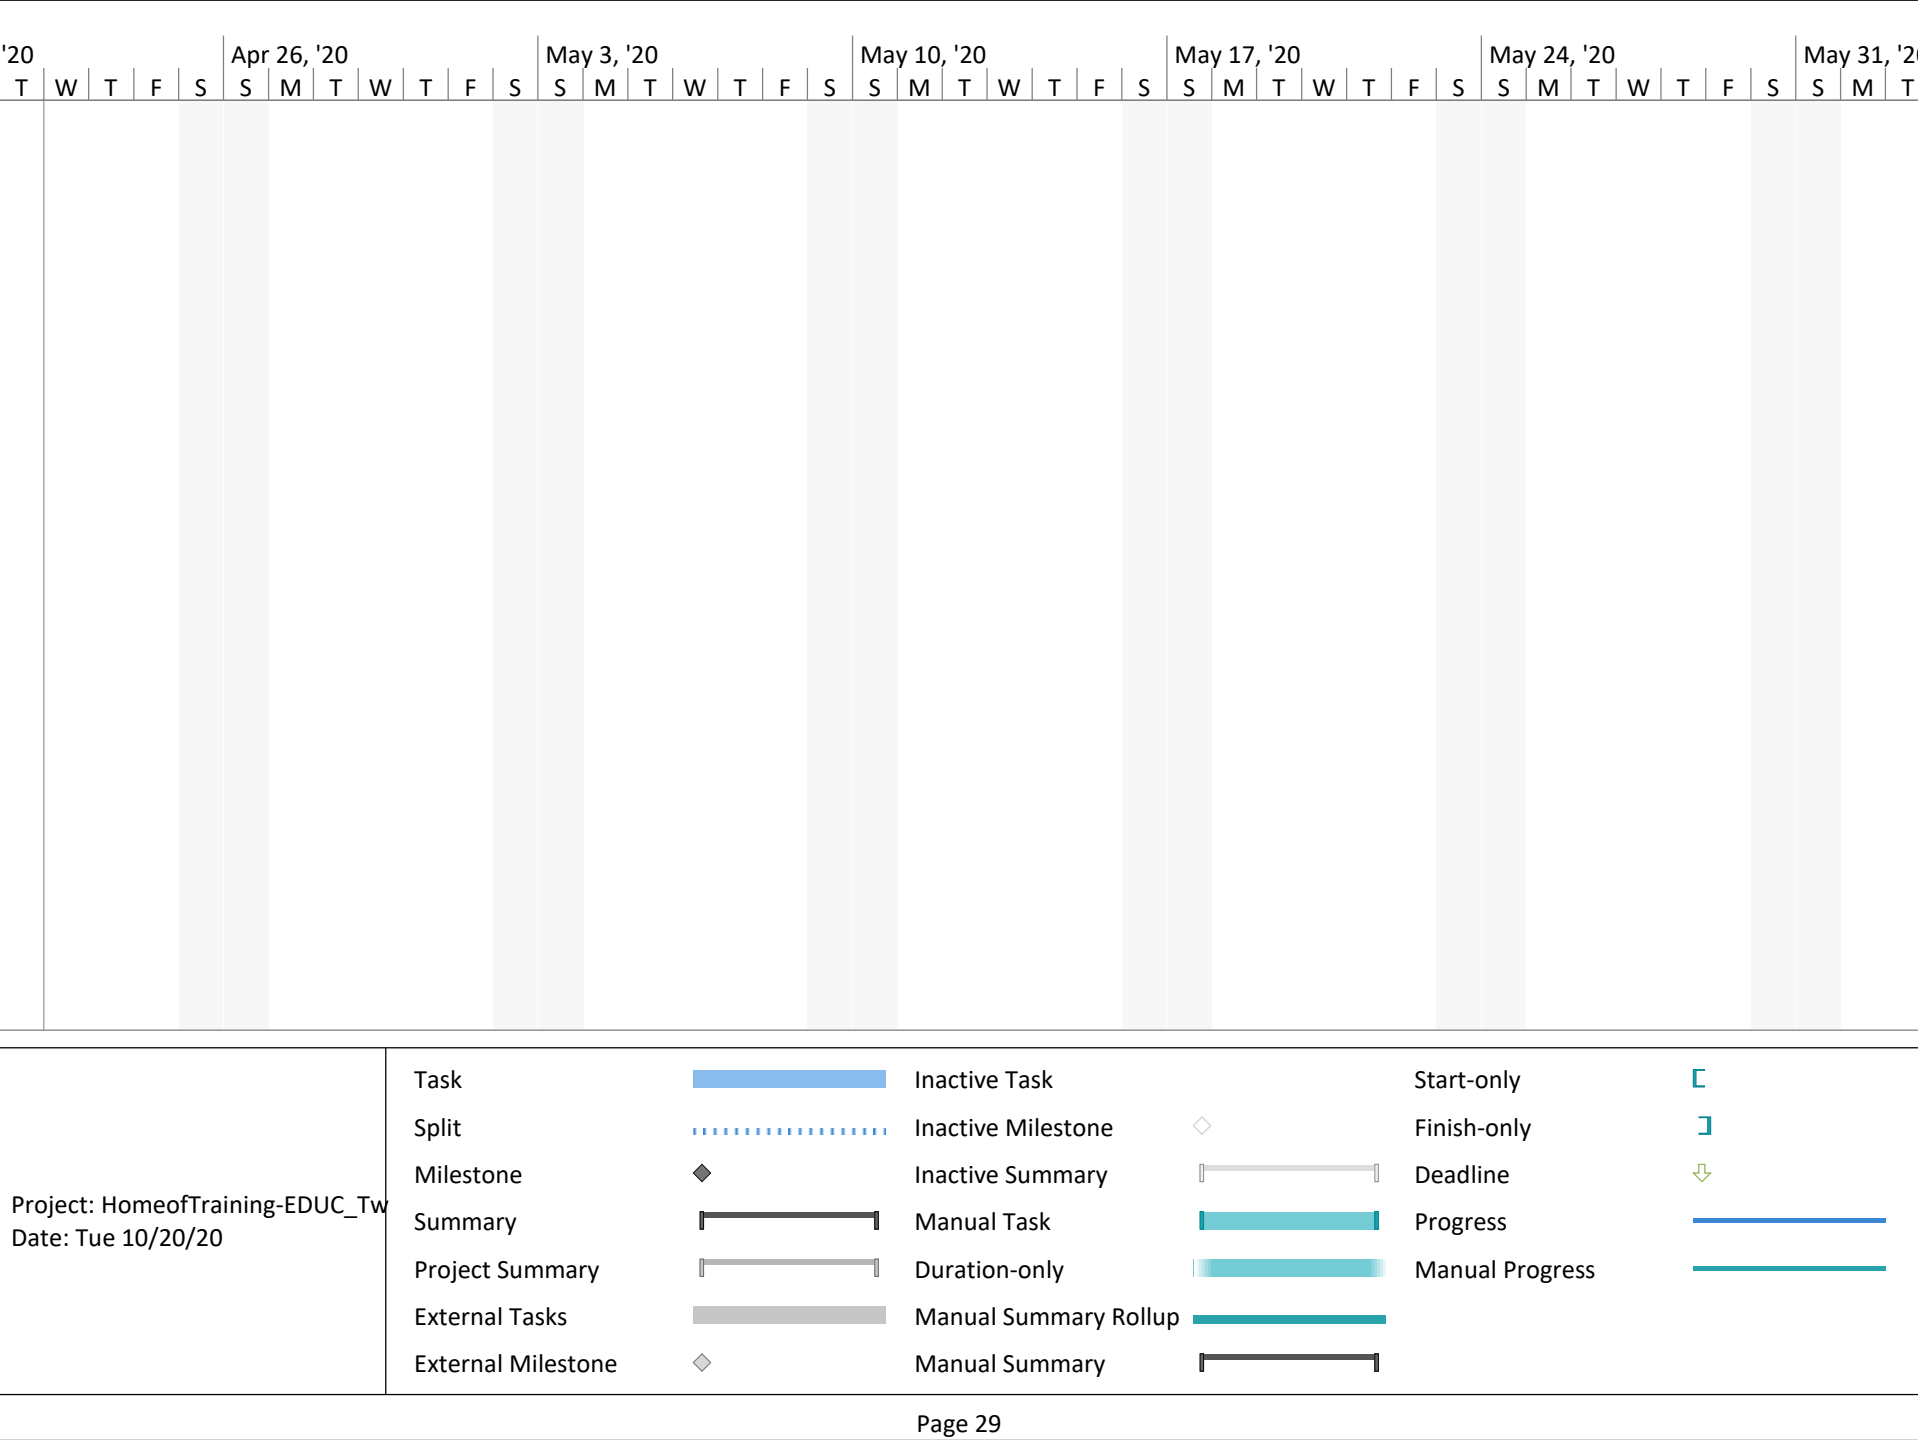 '20 Apr 26, '20 May 3, '20 May 10, '20 May 17, '20 May 24, '20 May 31, '20
T W T F S S M T W T F S S M T W T F S S M T W T F S S M T W T F S S M T W T F S S M T
Task
Split
Milestone
Summary
Project Summary
External Tasks
External Milestone
Inactive Task
Inactive Milestone
Inactive Summary
Manual Task
Duration-only
Manual Summary Rollup
Manual Summary
Start-only
Finish-only
Deadline
Progress
Manual Progress
Project: HomeofTraining-EDUC_Tw
Date: Tue 10/20/20
Page 29